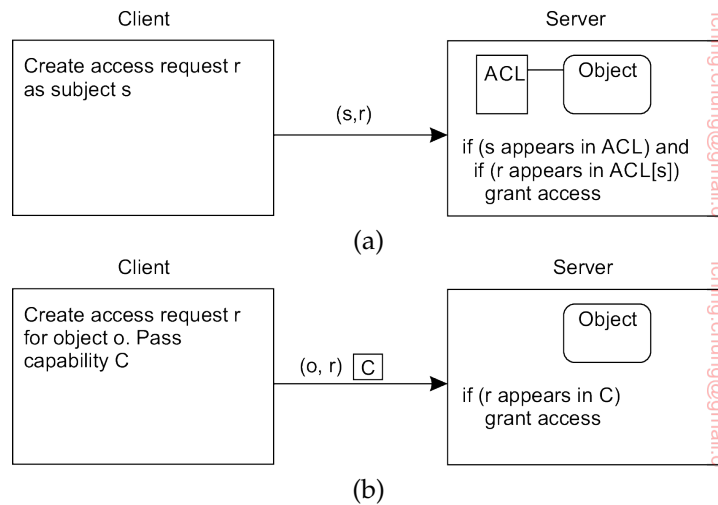 Client
Server
Create access request r
as subject s
(s,r)
ACL
Object
if (s appears in ACL) and
if (r appears in ACL[s])
grant access
(a)
Client
Server
Create access request r
for object o. Pass
capability C
(o, r) C
Object
if (r appears in C)
grant access
(b)